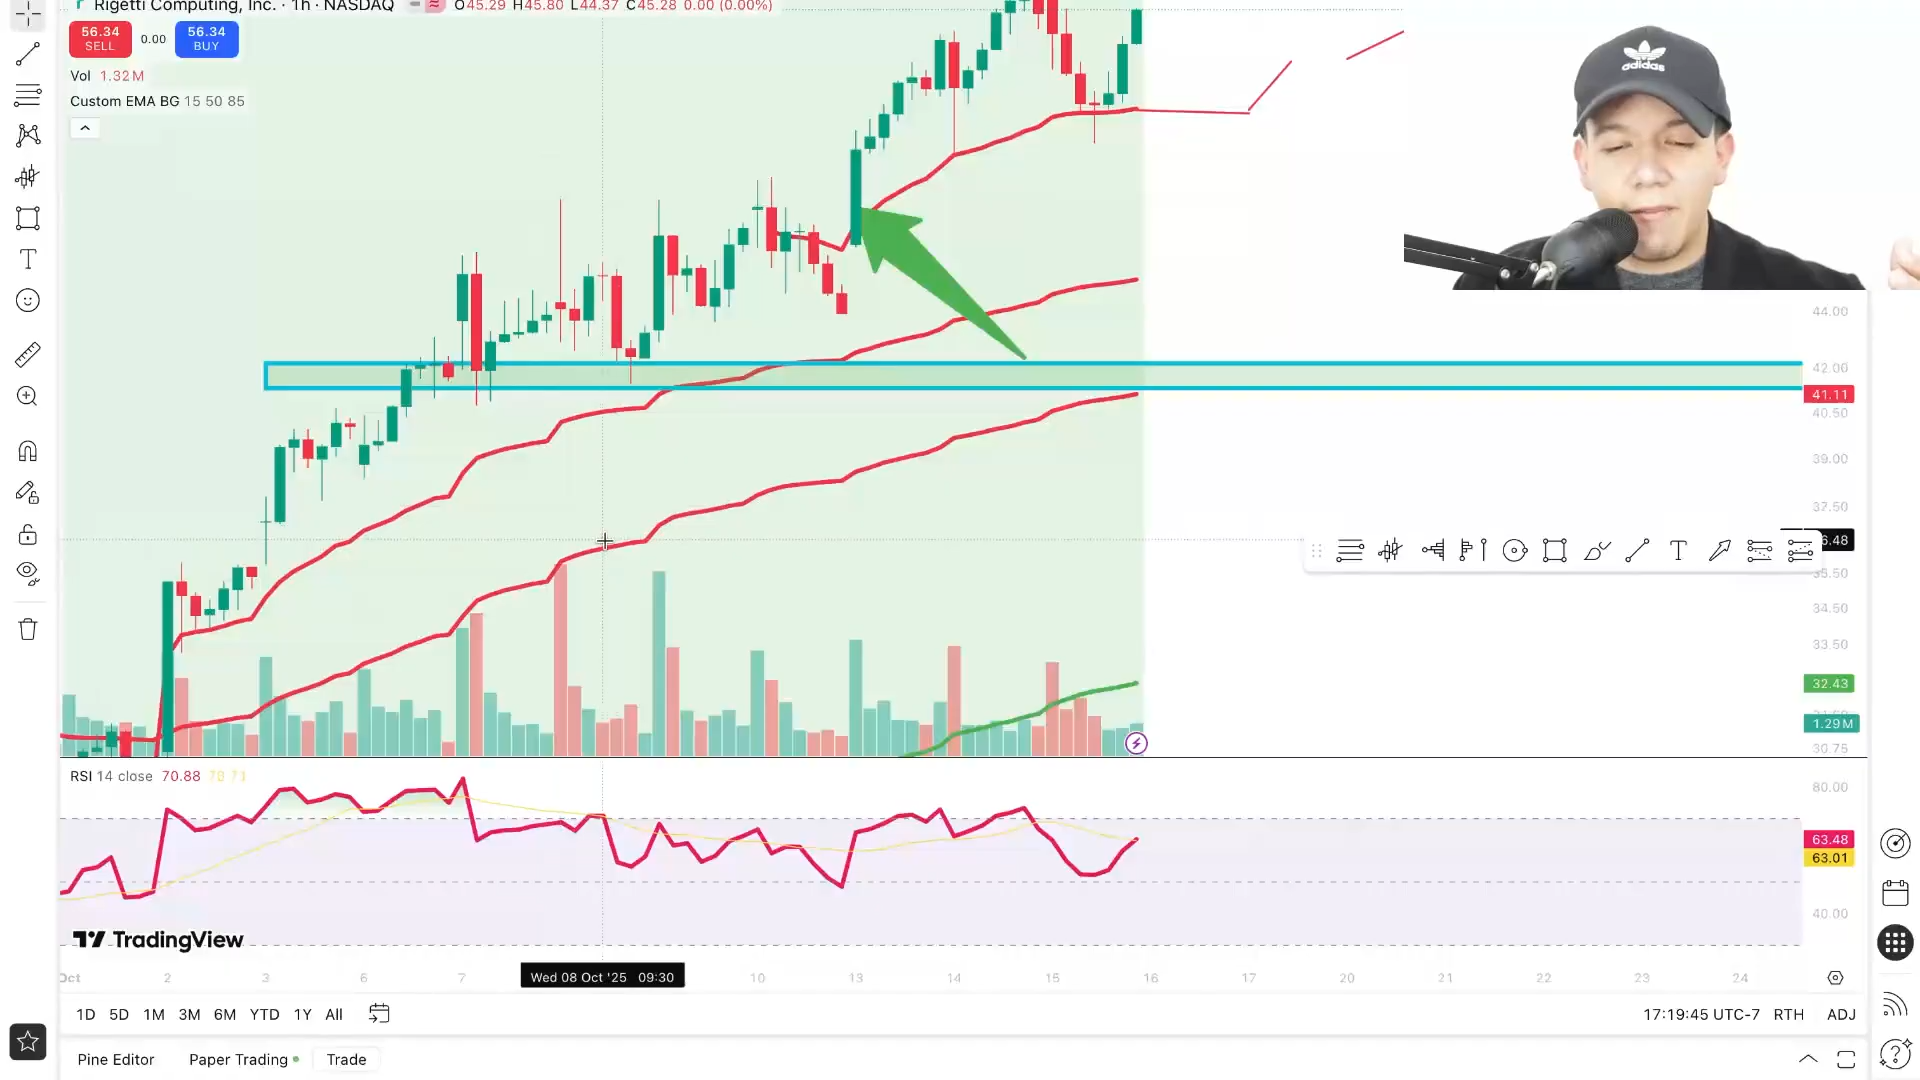 Rigetti Computing, Inc. · 1h · NASDAQ O45.29 H45.80 L44.37 C45.28 0.00 (0.00%)
56.34 SELL 0.00 56.34 BUY
Vol 1.32M
Custom EMA BG 15 50 85
adidas
44.00
42.00
41.11
40.50
39.00
37.50
6.48
35.50
34.50
33.50
32.43
1.29M
30.75
RSI 14 close 70.88
80.00
63.48
63.01
40.00
TradingView
Oct 2 3 6 7 Wed 08 Oct '25 09:30 10 13 14 15 16 17 20 21 22 23 24
1D 5D 1M 3M 6M YTD 1Y All 17:19:45 UTC-7 RTH ADJ
Pine Editor Paper Trading Trade